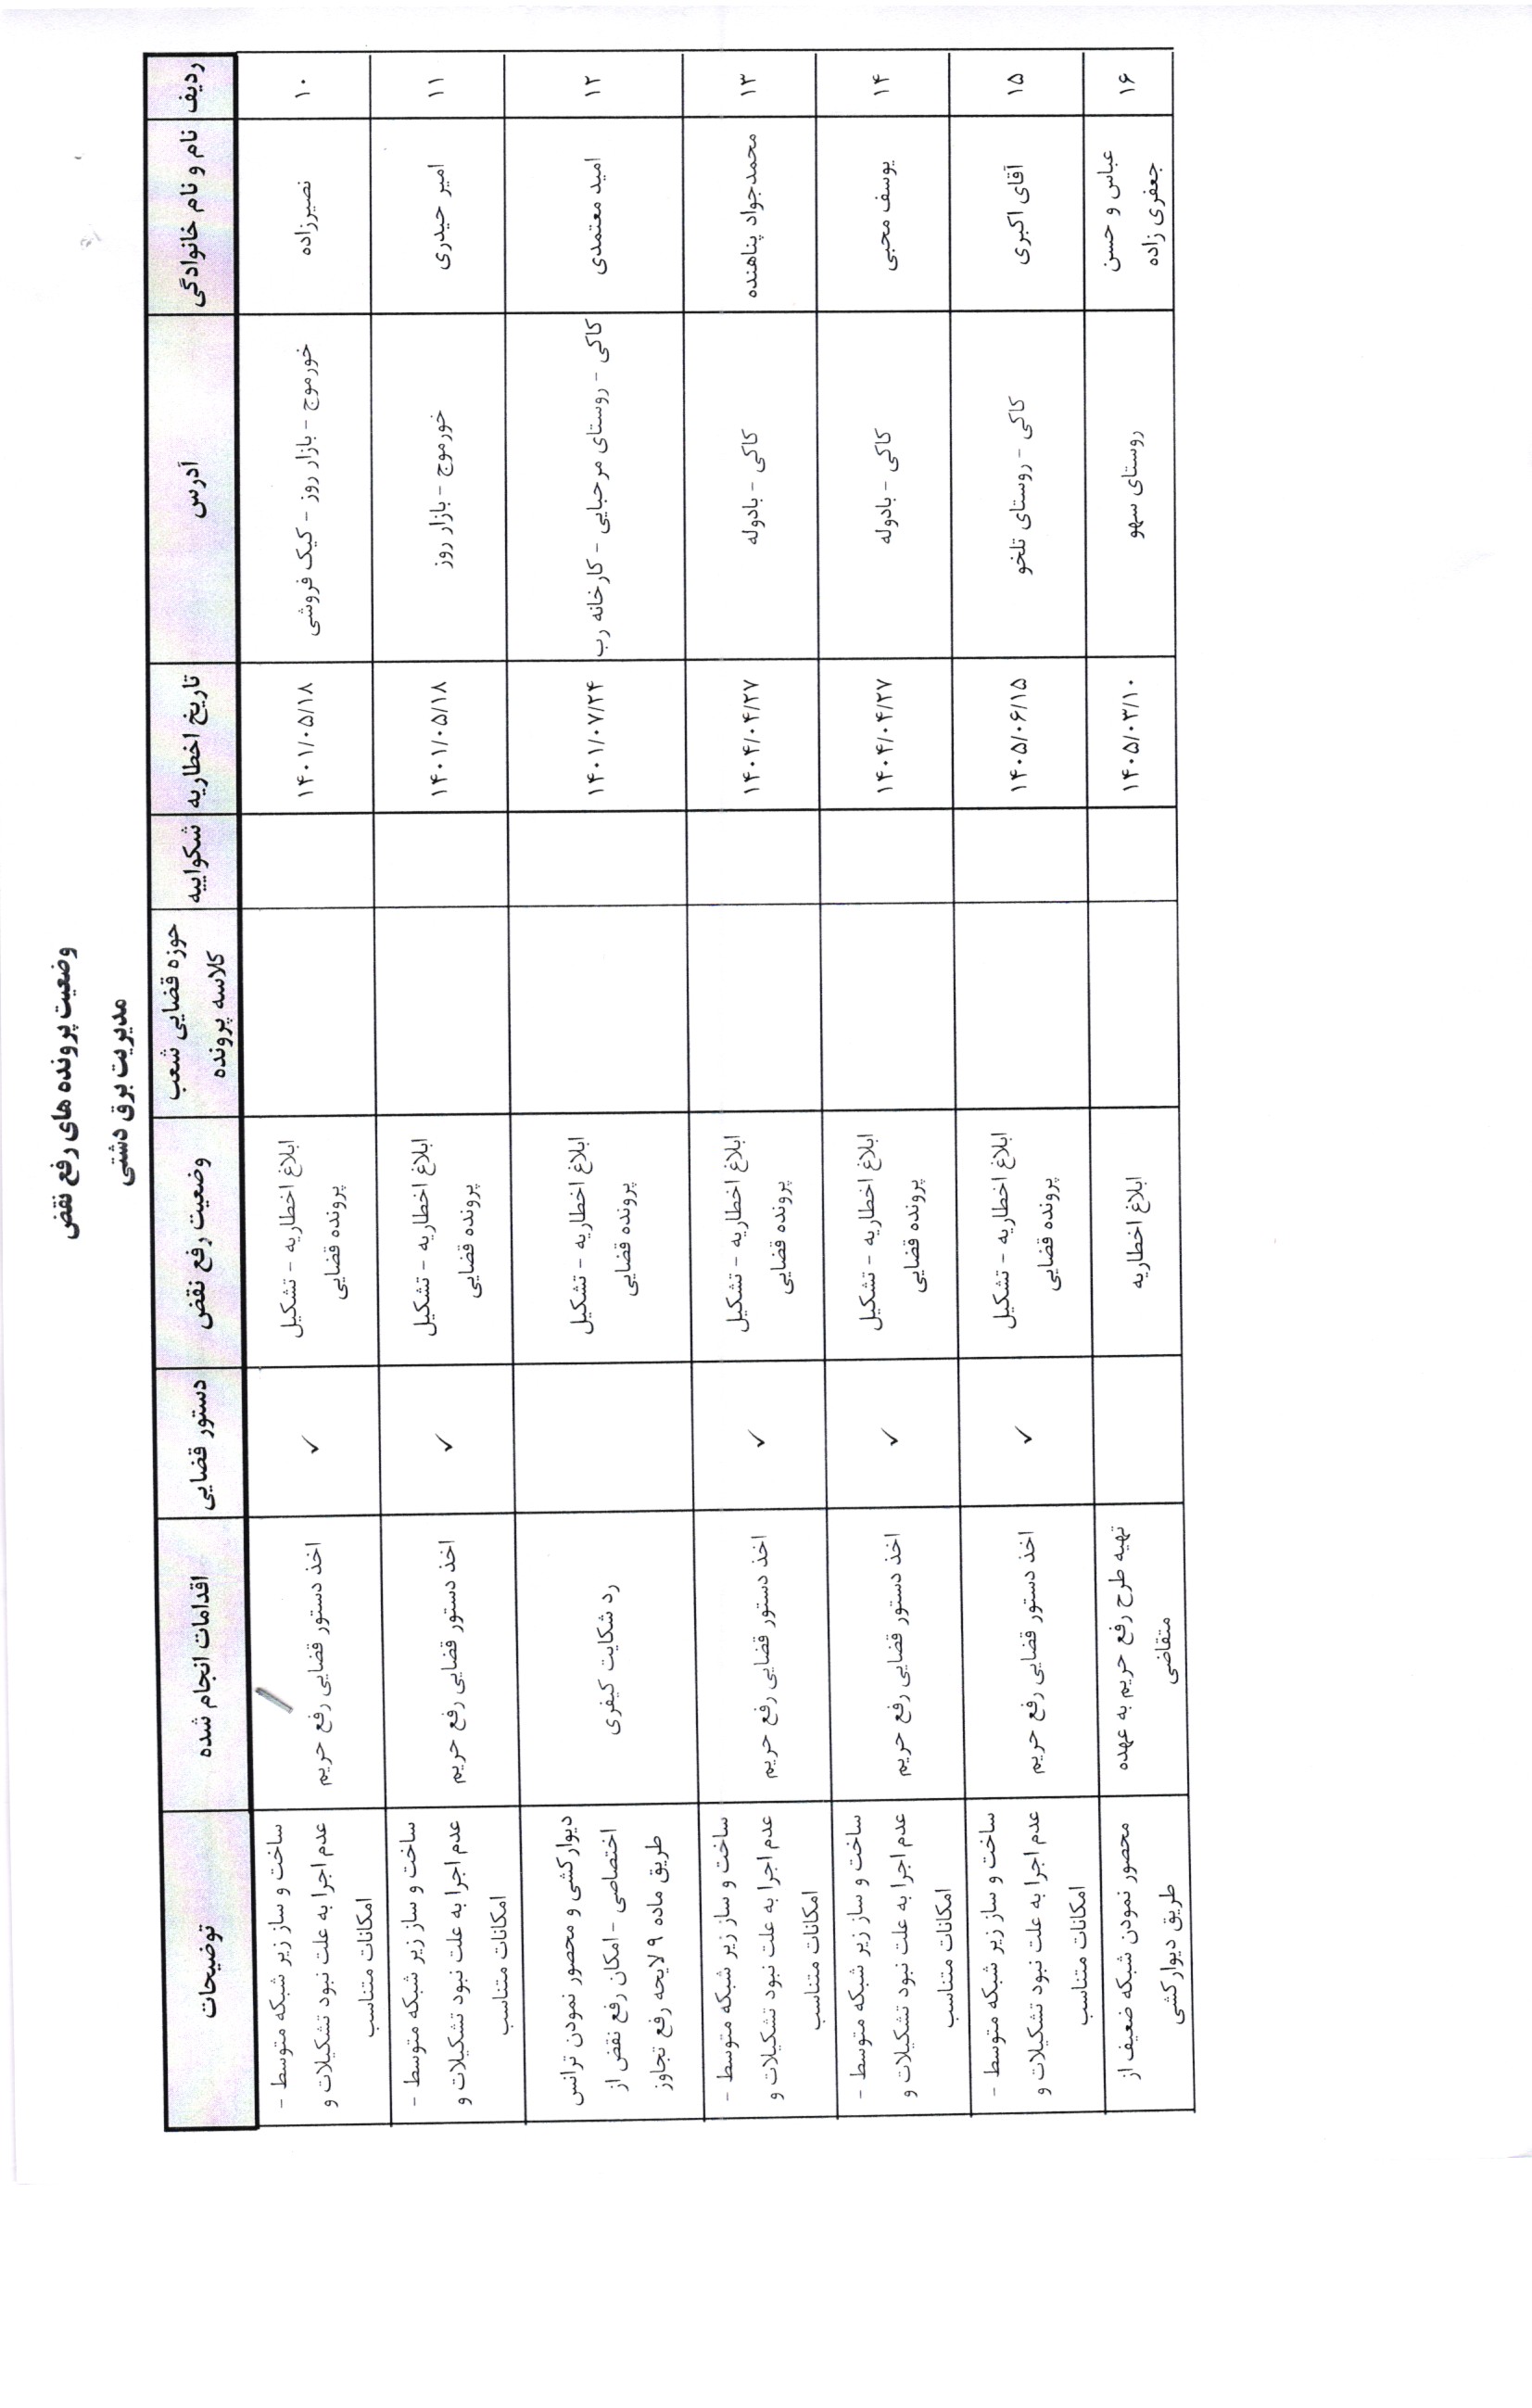 وضعیت پرونده های رفع نقض
مدیریت برق دشتی
ردیف | نام و نام خانوادگی | آدرس | تاریخ اخطاریه | شکواییه | حوزه قضایی شعب کلاسه پرونده | وضعیت رفع نقض | دستور قضایی | اقدامات انجام شده | توضیحات
۱۰ | نصیرزاده | خورموج - بازار روز - کیک فروشی | ۱۴۰۱/۰۵/۱۸ | | | ابلاغ اخطاریه - تشکیل پرونده قضایی | ✓ | اخذ دستور قضایی رفع حریم | ساخت و ساز زیر شبکه متوسط - عدم اجرا به علت نبود تشکیلات و امکانات متناسب
۱۱ | امیر حیدری | خورموج - بازار روز | ۱۴۰۱/۰۵/۱۸ | | | ابلاغ اخطاریه - تشکیل پرونده قضایی | ✓ | اخذ دستور قضایی رفع حریم | ساخت و ساز زیر شبکه متوسط - عدم اجرا به علت نبود تشکیلات و امکانات متناسب
۱۲ | امید معتمدی | کاکی - روستای مرحبایی - کارخانه رب | ۱۴۰۱/۰۷/۲۴ | | | ابلاغ اخطاریه - تشکیل پرونده قضایی | | رد شکایت کیفری | دیوارکشی و محصور نمودن ترانس اختصاصی - امکان رفع نقض از طریق ماده ۹ لایحه رفع تجاوز
۱۳ | محمدجواد پناهنده | کاکی - بادوله | ۱۴۰۴/۰۴/۲۷ | | | ابلاغ اخطاریه - تشکیل پرونده قضایی | ✓ | اخذ دستور قضایی رفع حریم | ساخت و ساز زیر شبکه متوسط - عدم اجرا به علت نبود تشکیلات و امکانات متناسب
۱۴ | یوسف محبی | کاکی - بادوله | ۱۴۰۴/۰۴/۲۷ | | | ابلاغ اخطاریه - تشکیل پرونده قضایی | ✓ | اخذ دستور قضایی رفع حریم | ساخت و ساز زیر شبکه متوسط - عدم اجرا به علت نبود تشکیلات و امکانات متناسب
۱۵ | آقای اکبری | کاکی - روستای تلخو | ۱۴۰۵/۰۶/۱۵ | | | ابلاغ اخطاریه - تشکیل پرونده قضایی | ✓ | اخذ دستور قضایی رفع حریم | ساخت و ساز زیر شبکه متوسط - عدم اجرا به علت نبود تشکیلات و امکانات متناسب
۱۶ | عباس و حسن جعفری زاده | روستای سهو | ۱۴۰۵/۰۳/۱۰ | | | ابلاغ اخطاریه | | تهیه طرح رفع حریم به عهده متقاضی | محصور نمودن شبکه ضعیف از طریق دیوارکشی